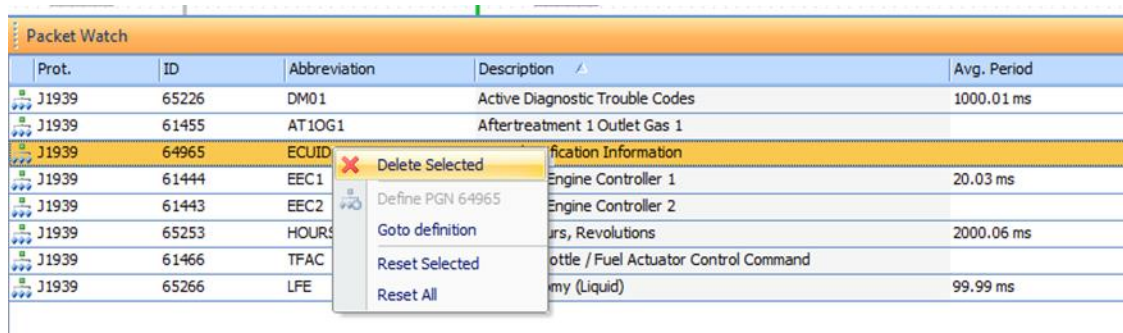 Packet Watch
Prot. ID Abbreviation Description Avg. Period
J1939 65226 DM01 Active Diagnostic Trouble Codes 1000.01 ms
J1939 61455 AT1OG1 Aftertreatment 1 Outlet Gas 1
J1939 64965 ECUID fication Information
Delete Selected
J1939 61444 EEC1 Engine Controller 1 20.03 ms
Define PGN 64965
J1939 61443 EEC2 Engine Controller 2
Goto definition
J1939 65253 HOURS urs, Revolutions 2000.06 ms
Reset Selected
J1939 61466 TFAC ottle / Fuel Actuator Control Command
Reset All
J1939 65266 LFE my (Liquid) 99.99 ms